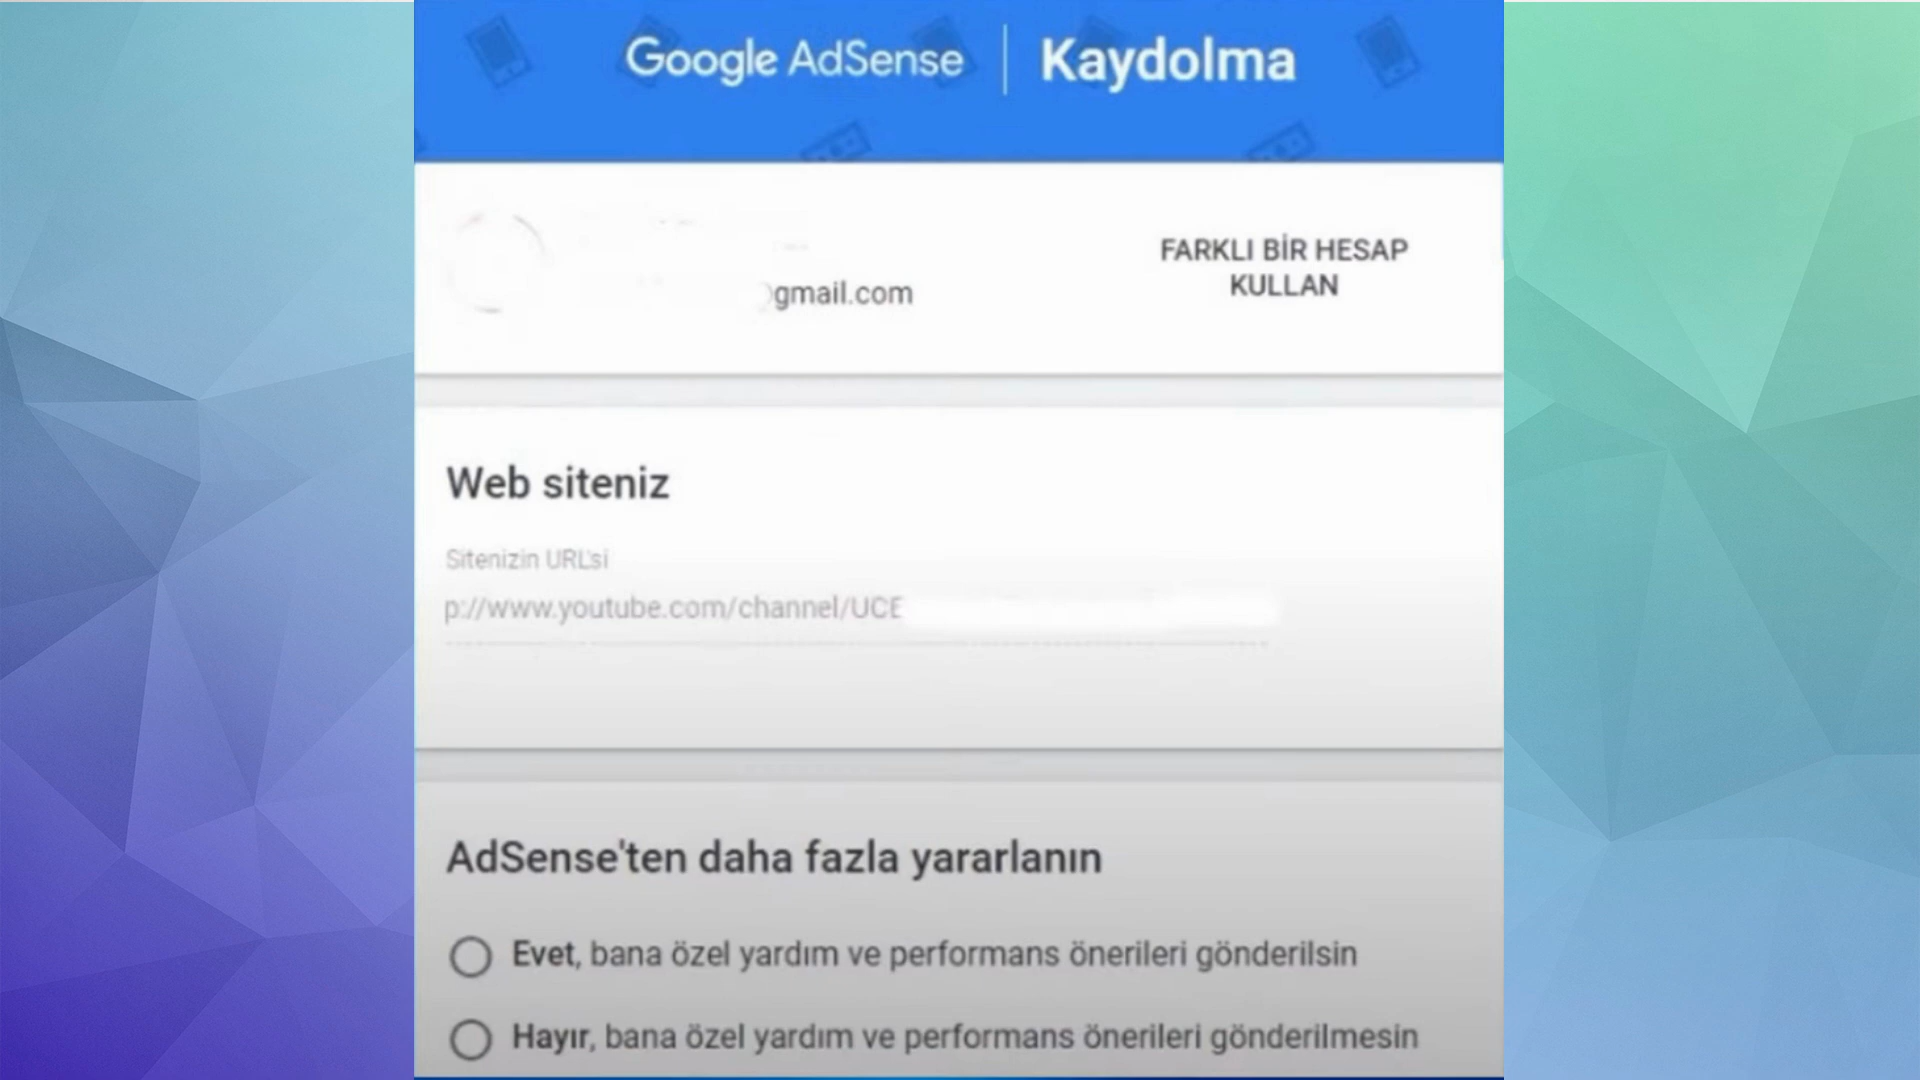 Google AdSense | Kaydolma
gmail.com
FARKLI BİR HESAP
KULLAN
Web siteniz
Sitenizin URL'si
p://www.youtube.com/channel/UCE
AdSense'ten daha fazla yararlanın
Evet, bana özel yardım ve performans önerileri gönderilsin
Hayır, bana özel yardım ve performans önerileri gönderilmesin